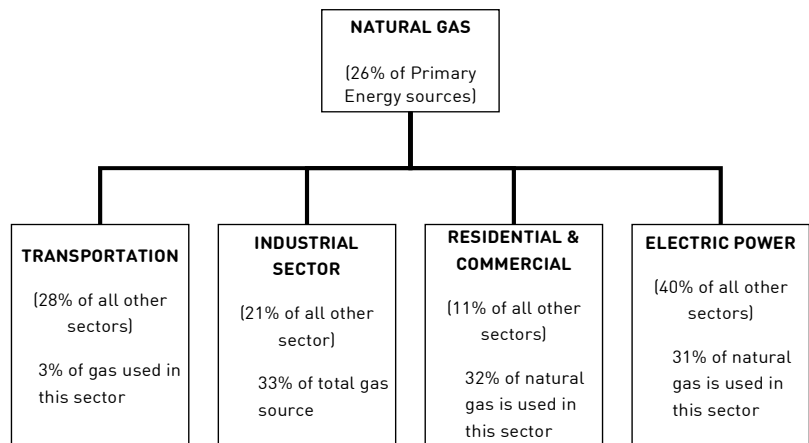 NATURAL GAS
(26% of Primary
Energy sources)
TRANSPORTATION
(28% of all other
sectors)
3% of gas used in
this sector
INDUSTRIAL
SECTOR
(21% of all other
sector)
33% of total gas
source
RESIDENTIAL &
COMMERCIAL
(11% of all other
sectors)
32% of natural
gas is used in
this sector
ELECTRIC POWER
(40% of all other
sectors)
31% of natural
gas is used in
this sector